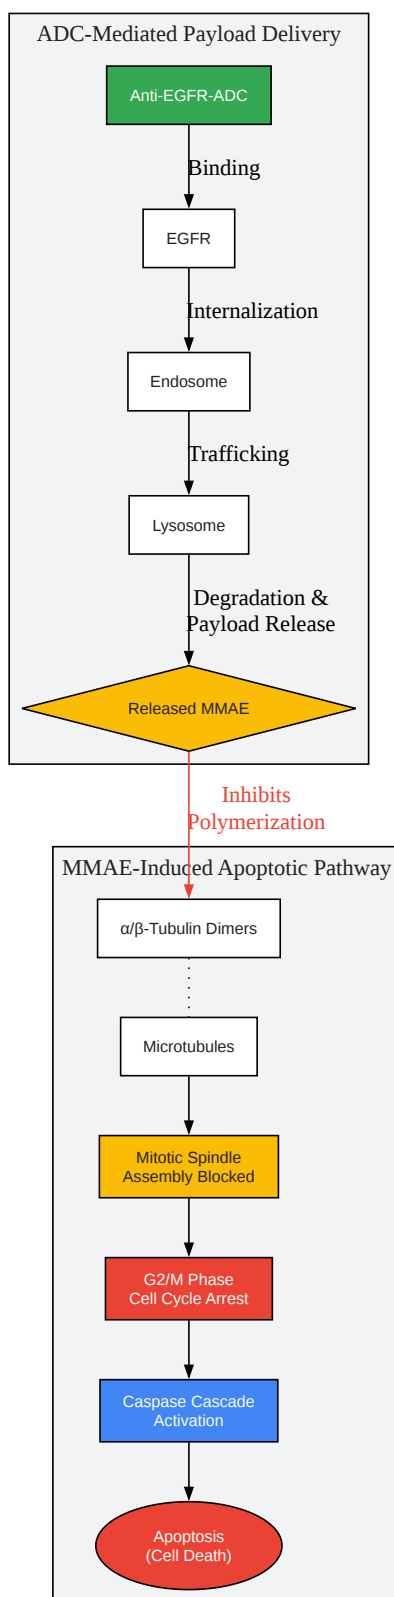 ADC-Mediated Payload Delivery
Anti-EGFR-ADC
Binding
EGFR
Internalization
Endosome
Trafficking
Lysosome
Degradation &
Payload Release
Released MMAE
Inhibits
Polymerization
MMAE-Induced Apoptotic Pathway
α/β-Tubulin Dimers
Microtubules
Mitotic Spindle
Assembly Blocked
G2/M Phase
Cell Cycle Arrest
Caspase Cascade
Activation
Apoptosis
(Cell Death)